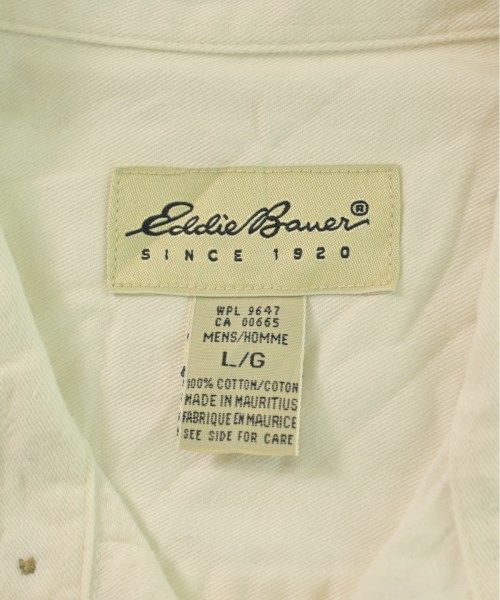 Eddie Bauer®
SINCE 1920
WPL 9647
CA 00665
MENS/HOMME
L/G
100% COTTON/COTON
MADE IN MAURITIUS
FABRIQUE EN MAURICE
SEE SIDE FOR CARE